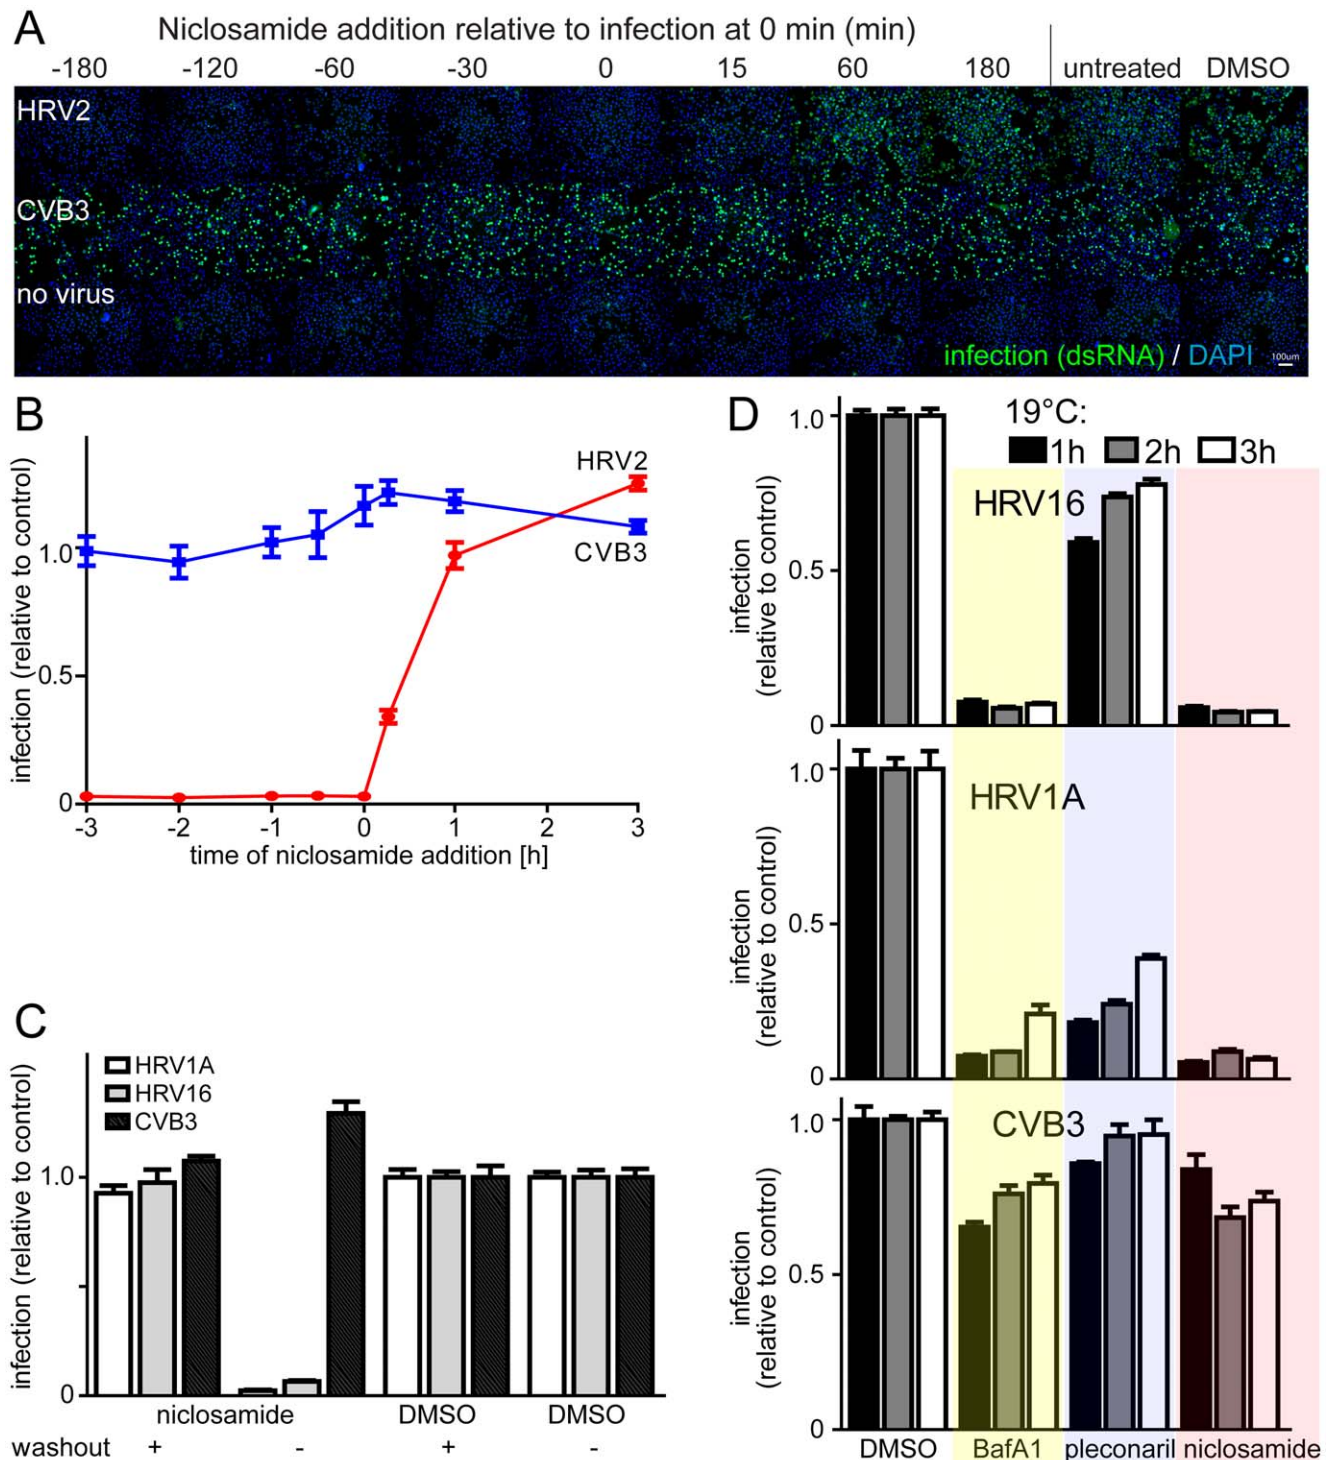 A
Niclosamide addition relative to infection at 0 min (min)
-180 -120 -60 -30 0 15 60 180 untreated DMSO
HRV2
CVB3
no virus
infection (dsRNA) / DAPI
100um
B
infection (relative to control)
1.0
0.5
0
HRV2
CVB3
-3 -2 -1 0 1 2 3
time of niclosamide addition [h]
C
infection (relative to control)
HRV1A
HRV16
CVB3
1.0
0
niclosamide DMSO DMSO
washout + - + -
D
19°C:
1h 2h 3h
HRV16
infection
(relative to control)
1.0
0.5
0
HRV1A
infection
(relative to control)
1.0
0.5
0
CVB3
infection
(relative to control)
1.0
0.5
0
DMSO BafA1 pleconaril niclosamide